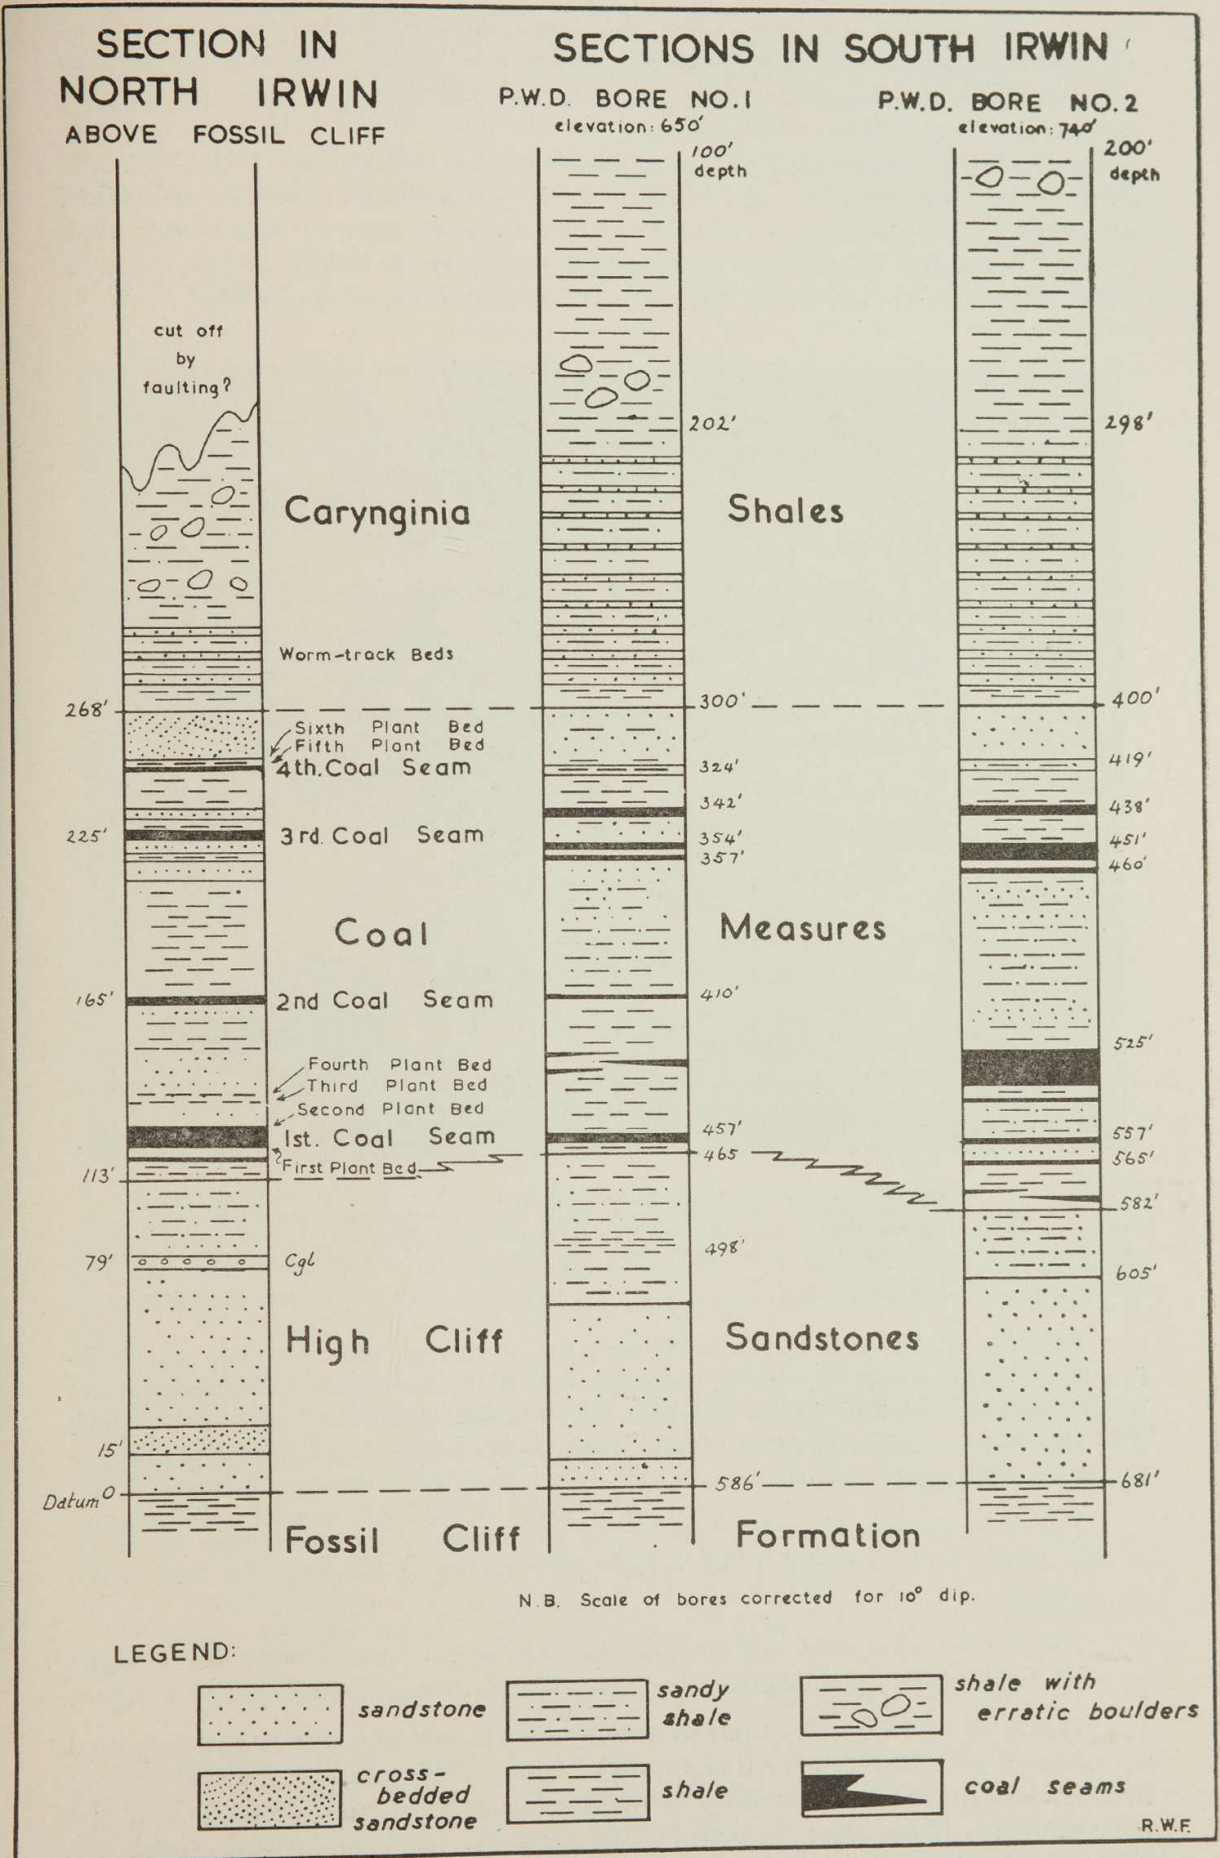 SECTION IN
NORTH IRWIN
ABOVE FOSSIL CLIFF
SECTIONS IN SOUTH IRWIN
P.W.D. BORE NO.1
elevation: 650'
P.W.D. BORE NO.2
elevation: 740'
100'
depth
200'
depth
cut off
by
faulting?
202'
298'
Carynginia
Shales
Worm-track Beds
268'
300'
400'
Sixth Plant Bed
Fifth Plant Bed
4th. Coal Seam
324'
419'
342'
438'
225'
3rd. Coal Seam
354'
451'
357'
460'
Coal
Measures
165'
2nd Coal Seam
410'
525'
Fourth Plant Bed
Third Plant Bed
Second Plant Bed
1st. Coal Seam
457'
557'
First Plant Bed
465
565'
113'
582'
79'
Cgl
498'
605'
High Cliff
Sandstones
15'
Datum 0
586'
681'
Fossil Cliff
Formation
N.B. Scale of bores corrected for 10° dip.
LEGEND:
sandstone
sandy
shale
shale with
erratic boulders
cross-
bedded
sandstone
shale
coal seams
R.W.F.